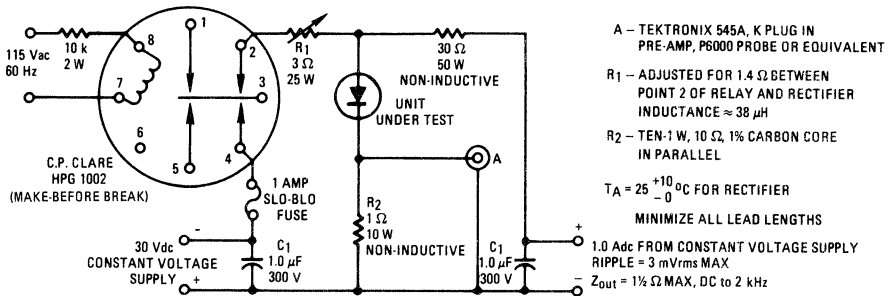 115 Vac
60 Hz
10 k
2 W
1
2
3
4
5
6
7
8
C.P. CLARE
HPG 1002
(MAKE-BEFORE BREAK)
R1
3 Ω
25 W
30 Ω
50 W
NON-INDUCTIVE
UNIT
UNDER TEST
A
1 AMP
SLO-BLO
FUSE
R2
1 Ω
10 W
NON-INDUCTIVE
30 Vdc
CONSTANT VOLTAGE
SUPPLY
-
+
C1
1.0 μF
300 V
C1
1.0 μF
300 V
+
1.0 Adc FROM CONSTANT VOLTAGE SUPPLY
RIPPLE = 3 mVrms MAX
Zout = 1½ Ω MAX, DC to 2 kHz
–
A – TEKTRONIX 545A, K PLUG IN
PRE-AMP, P6000 PROBE OR EQUIVALENT
R1 – ADJUSTED FOR 1.4 Ω BETWEEN
POINT 2 OF RELAY AND RECTIFIER
INDUCTANCE ≈ 38 μH
R2 – TEN-1 W, 10 Ω, 1% CARBON CORE
IN PARALLEL
TA = 25 +10 -0 °C FOR RECTIFIER
MINIMIZE ALL LEAD LENGTHS